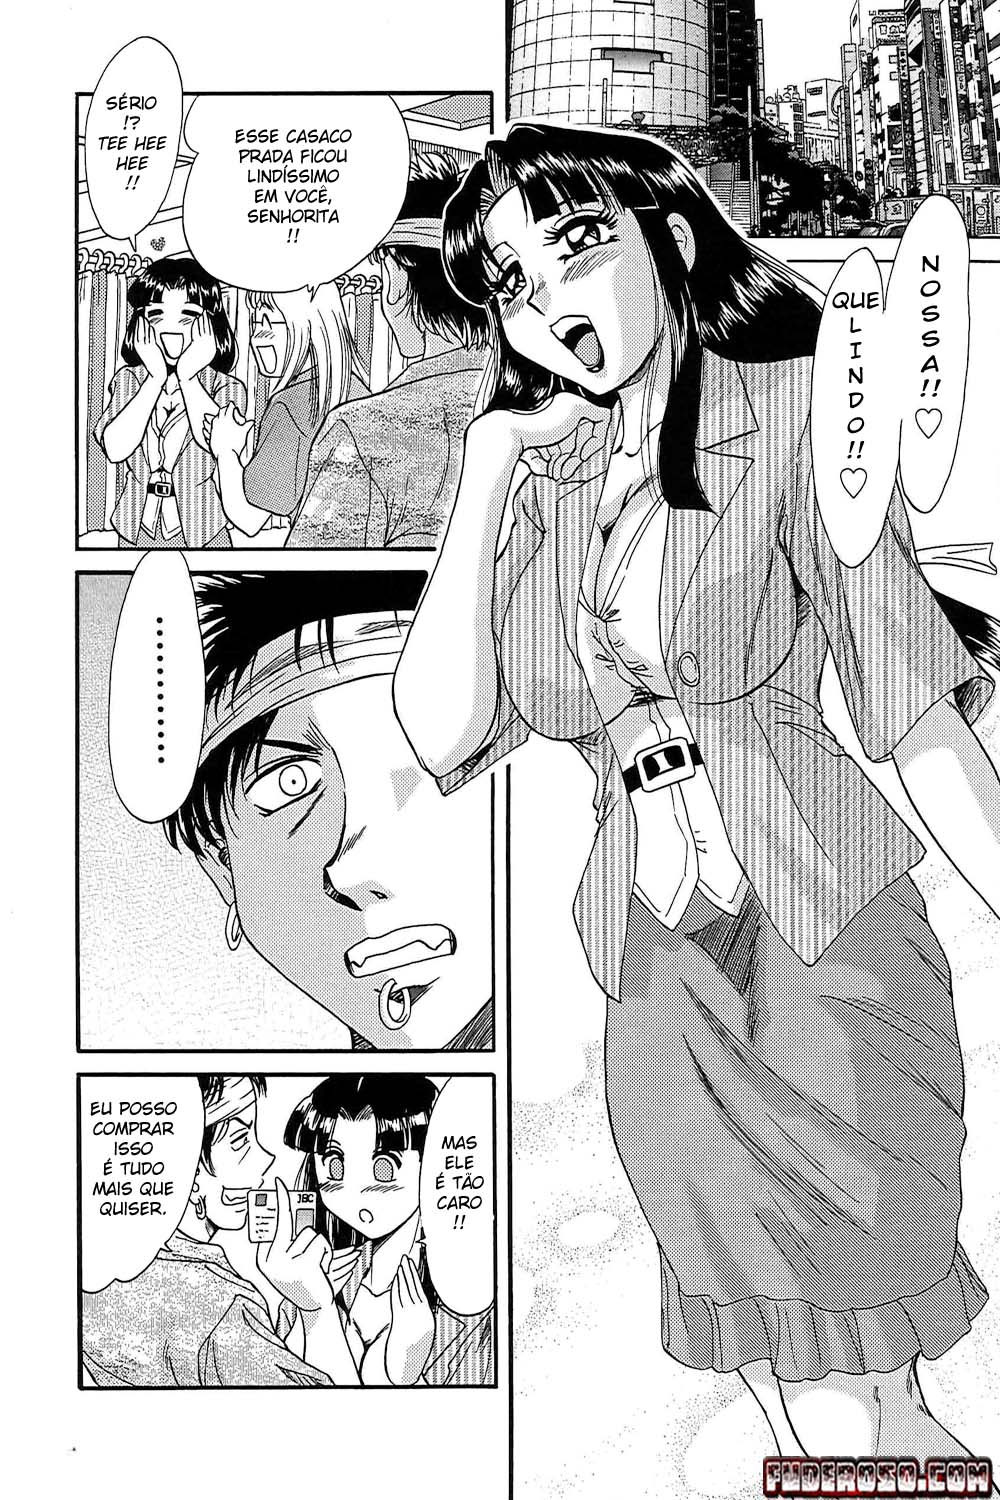 NOSSA!! ♡
QUE
LINDO!! ♡
ESSE CASACO
PRADA FICOU
LINDÍSSIMO
EM VOCÊ,
SENHORITA
!!
SÉRIO
!?
TEE HEE
HEE
!!
..........
MAS
ELE
É TÃO
CARO
!!
EU POSSO
COMPRAR
ISSO
É TUDO
MAIS QUE
QUISER.
JBC
FUDEROSO.COM